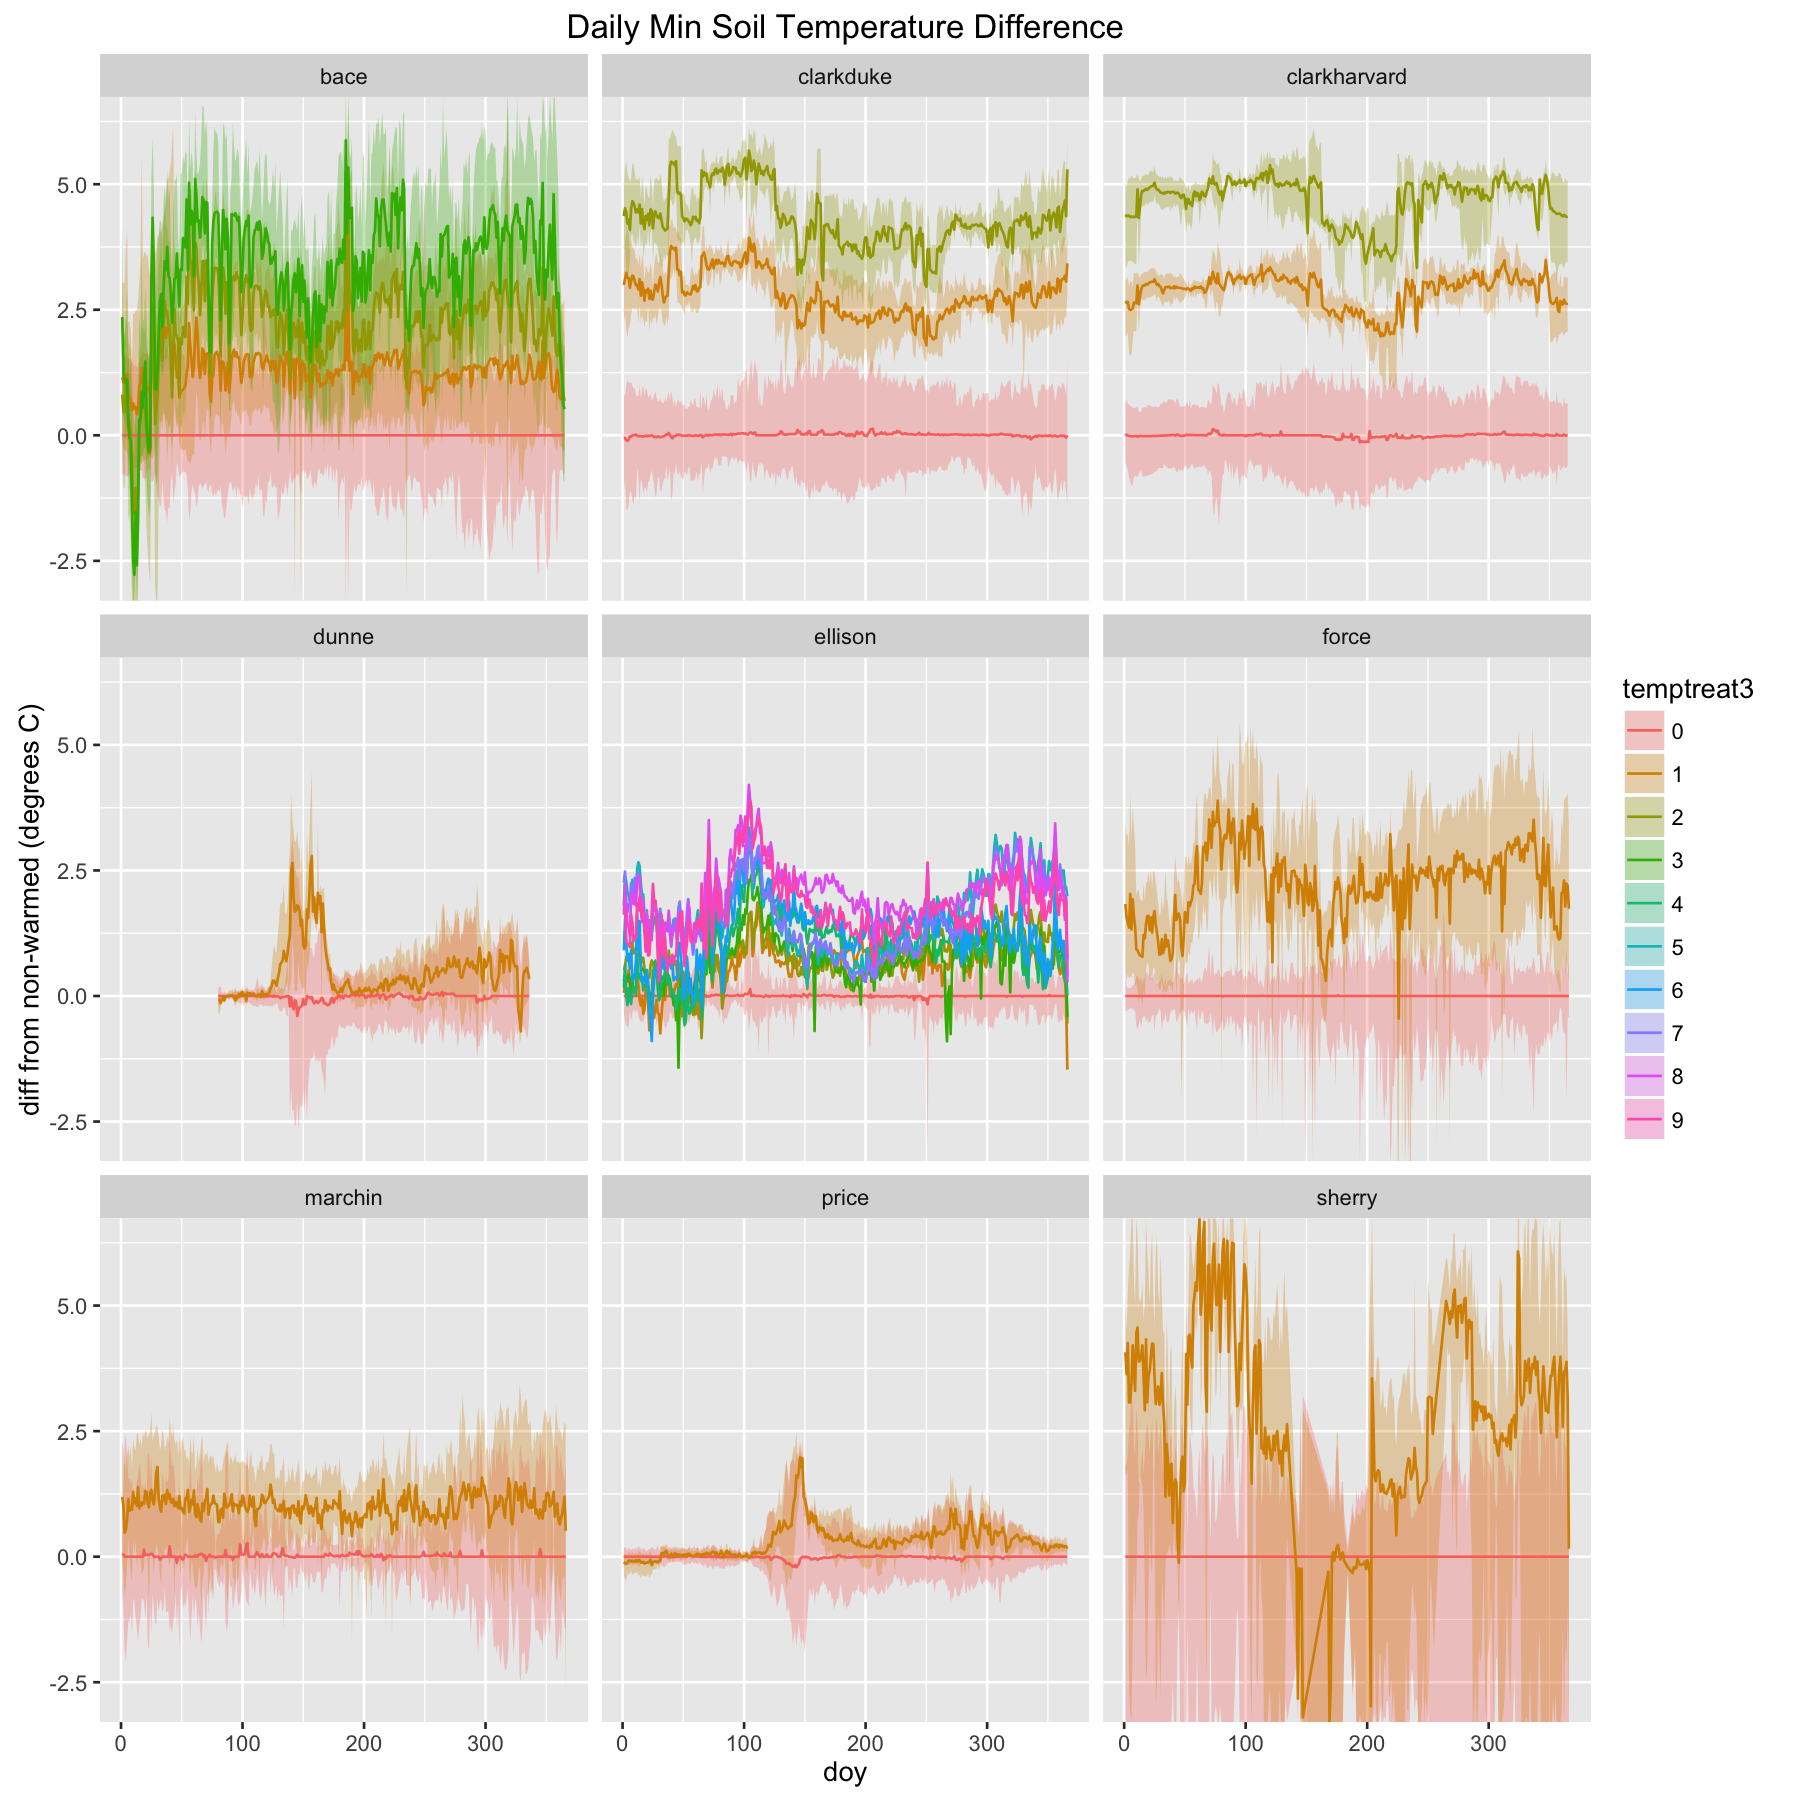 Daily Min Soil Temperature Difference
bace
clarkduke
clarkharvard
5.0
2.5
0.0
-2.5
dunne
ellison
force
5.0
2.5
0.0
-2.5
marchin
price
sherry
5.0
2.5
0.0
-2.5
0 100 200 300
0 100 200 300
0 100 200 300
doy
diff from non-warmed (degrees C)
temptreat3
0
1
2
3
4
5
6
7
8
9